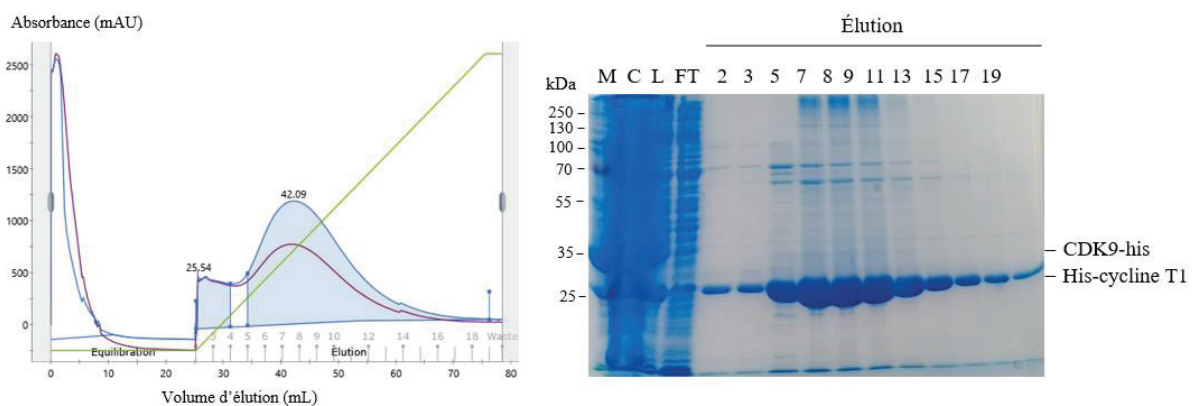 Absorbance (mAU)
2500
2000
1500
1000
500
0
25.54
42.09
3 4 5 6 7 8 9 10 12 14 16 18 Waste
Equilibration Élution
0 10 20 30 40 50 60 70 80
Volume d’élution (mL)
Élution
kDa M C L FT 2 3 5 7 8 9 11 13 15 17 19
250
130
100
70
55
35
25
CDK9-his
His-cycline T1